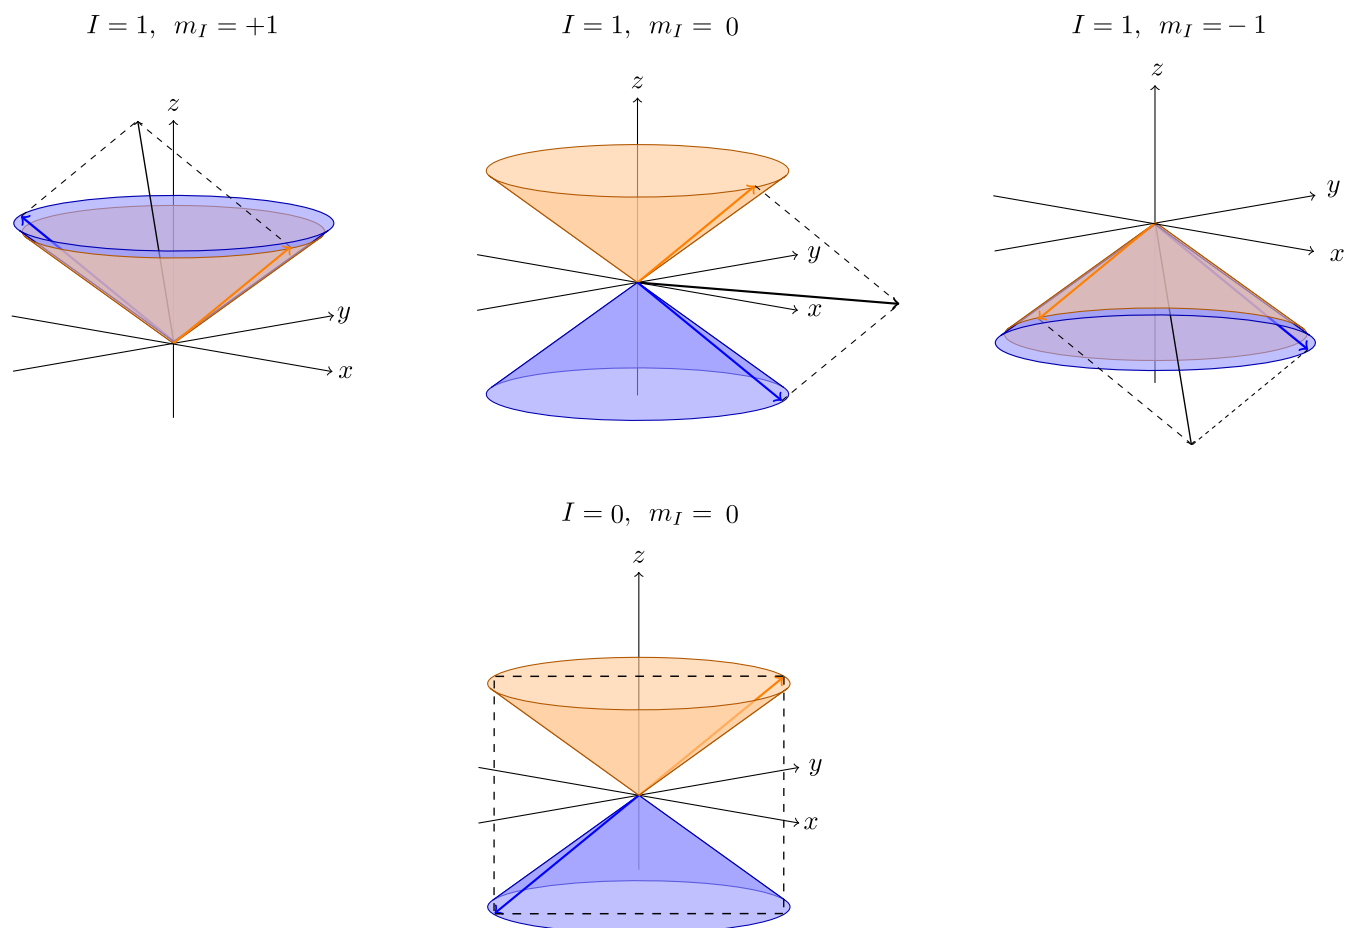 I = 1, m_I = +1
I = 1, m_I = 0
I = 1, m_I = − 1
z
y
x
z
y
x
z
y
x
I = 0, m_I = 0
z
y
x